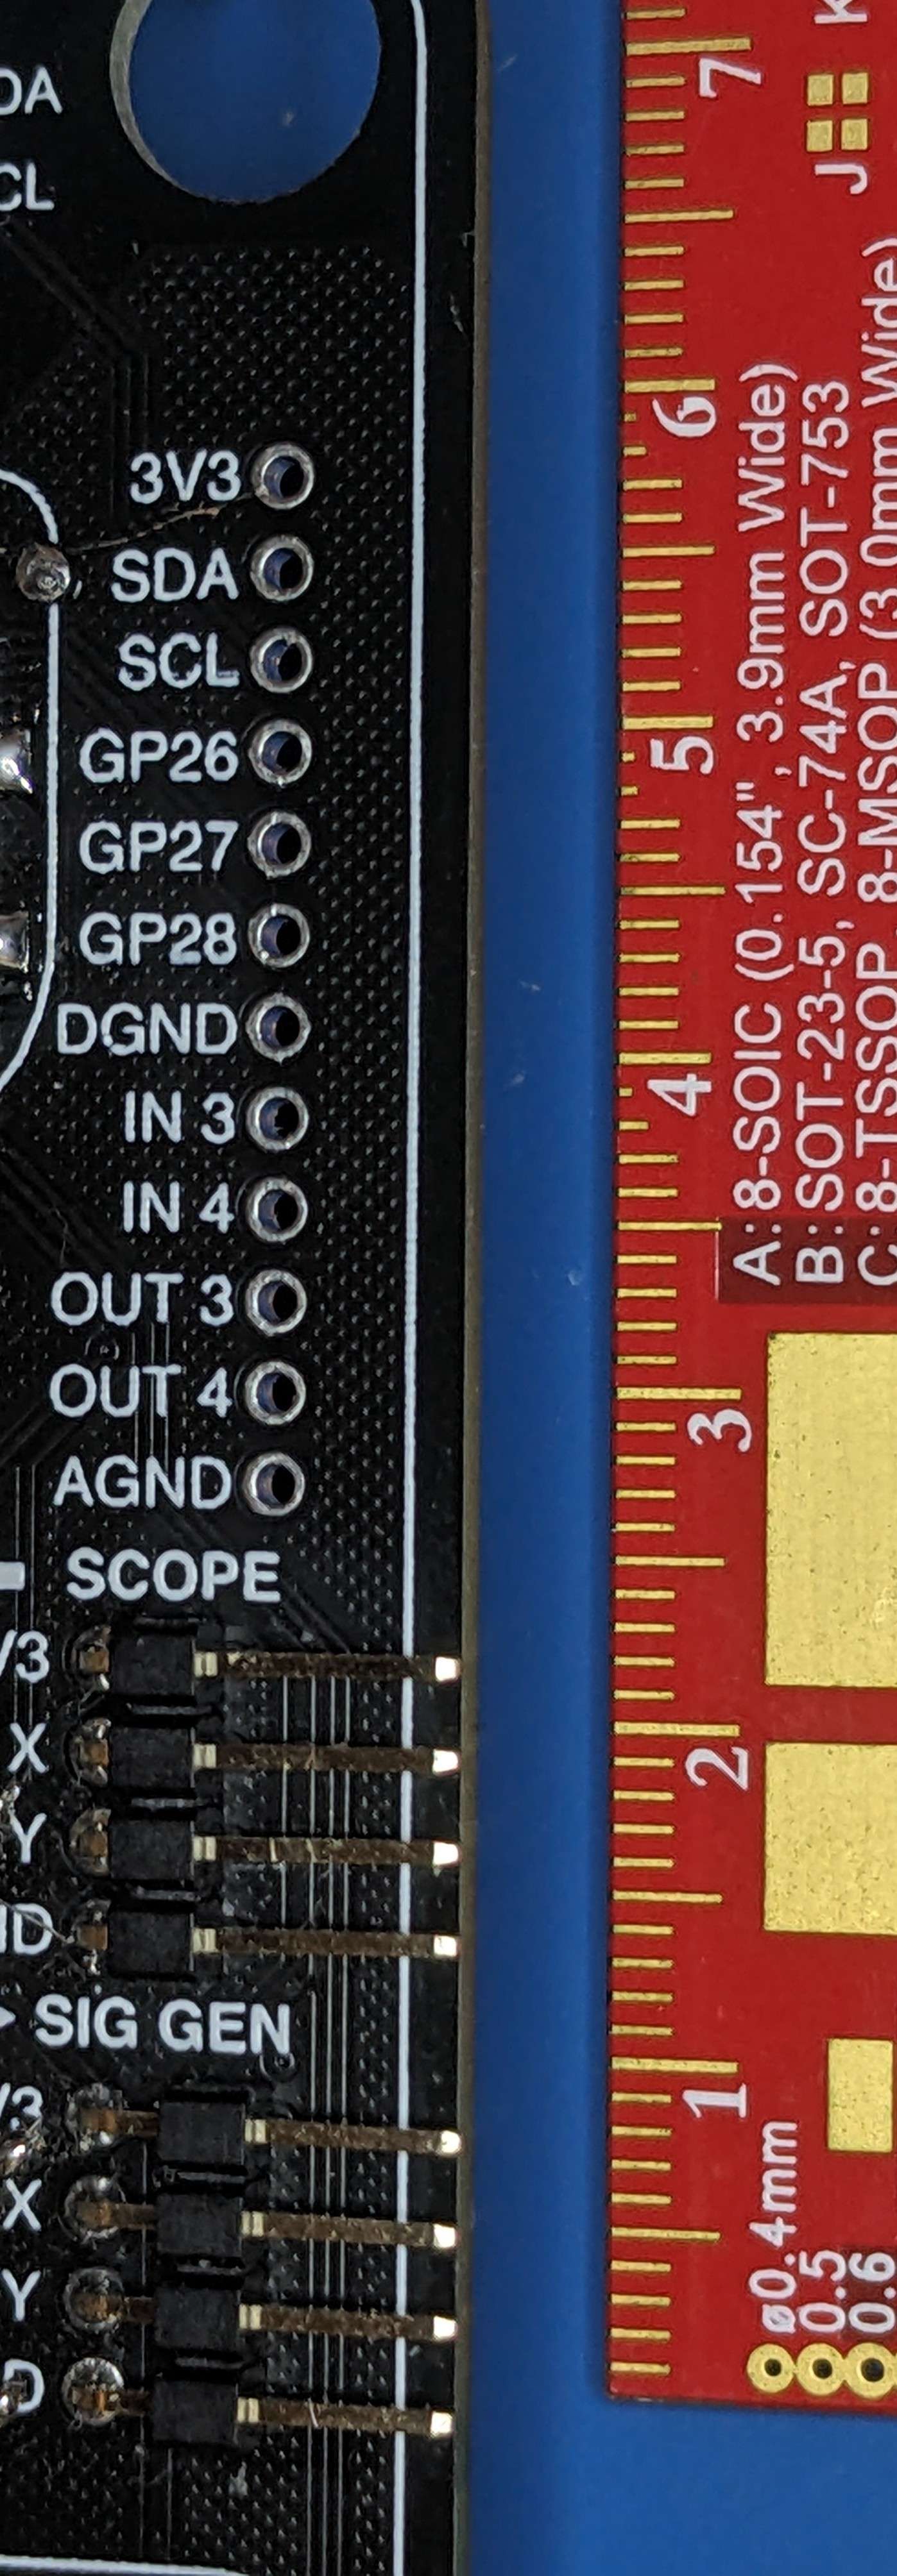 DA
CL
3V3
SDA
SCL
GP26
GP27
GP28
DGND
IN 3
IN 4
OUT 3
OUT 4
AGND
SCOPE
V3
X
Y
ND
> SIG GEN
V3
X
Y
D
7
6
5
4
3
2
1
K
J
A: 8-SOIC (0.154", 3.9mm Wide)
B: SOT-23-5, SC-74A, SOT-753
C: 8-TSSOP, 8-MSOP (3.0mm Wide)
ø0.4mm
0.5
0.6